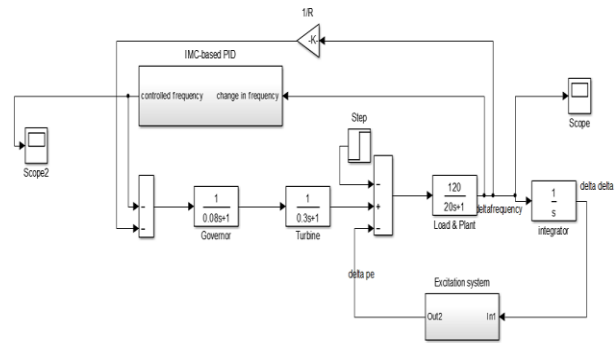 1/R
-K-
IMC-based PID
controlled frequency
change in frequency
Scope2
Step
Scope
1
0.08s+1
Governor
1
0.3s+1
Turbine
120
20s+1
Load & Plant
deltafrequency
1
s
integrator
delta delta
delta pe
Excitation system
Out2
In1